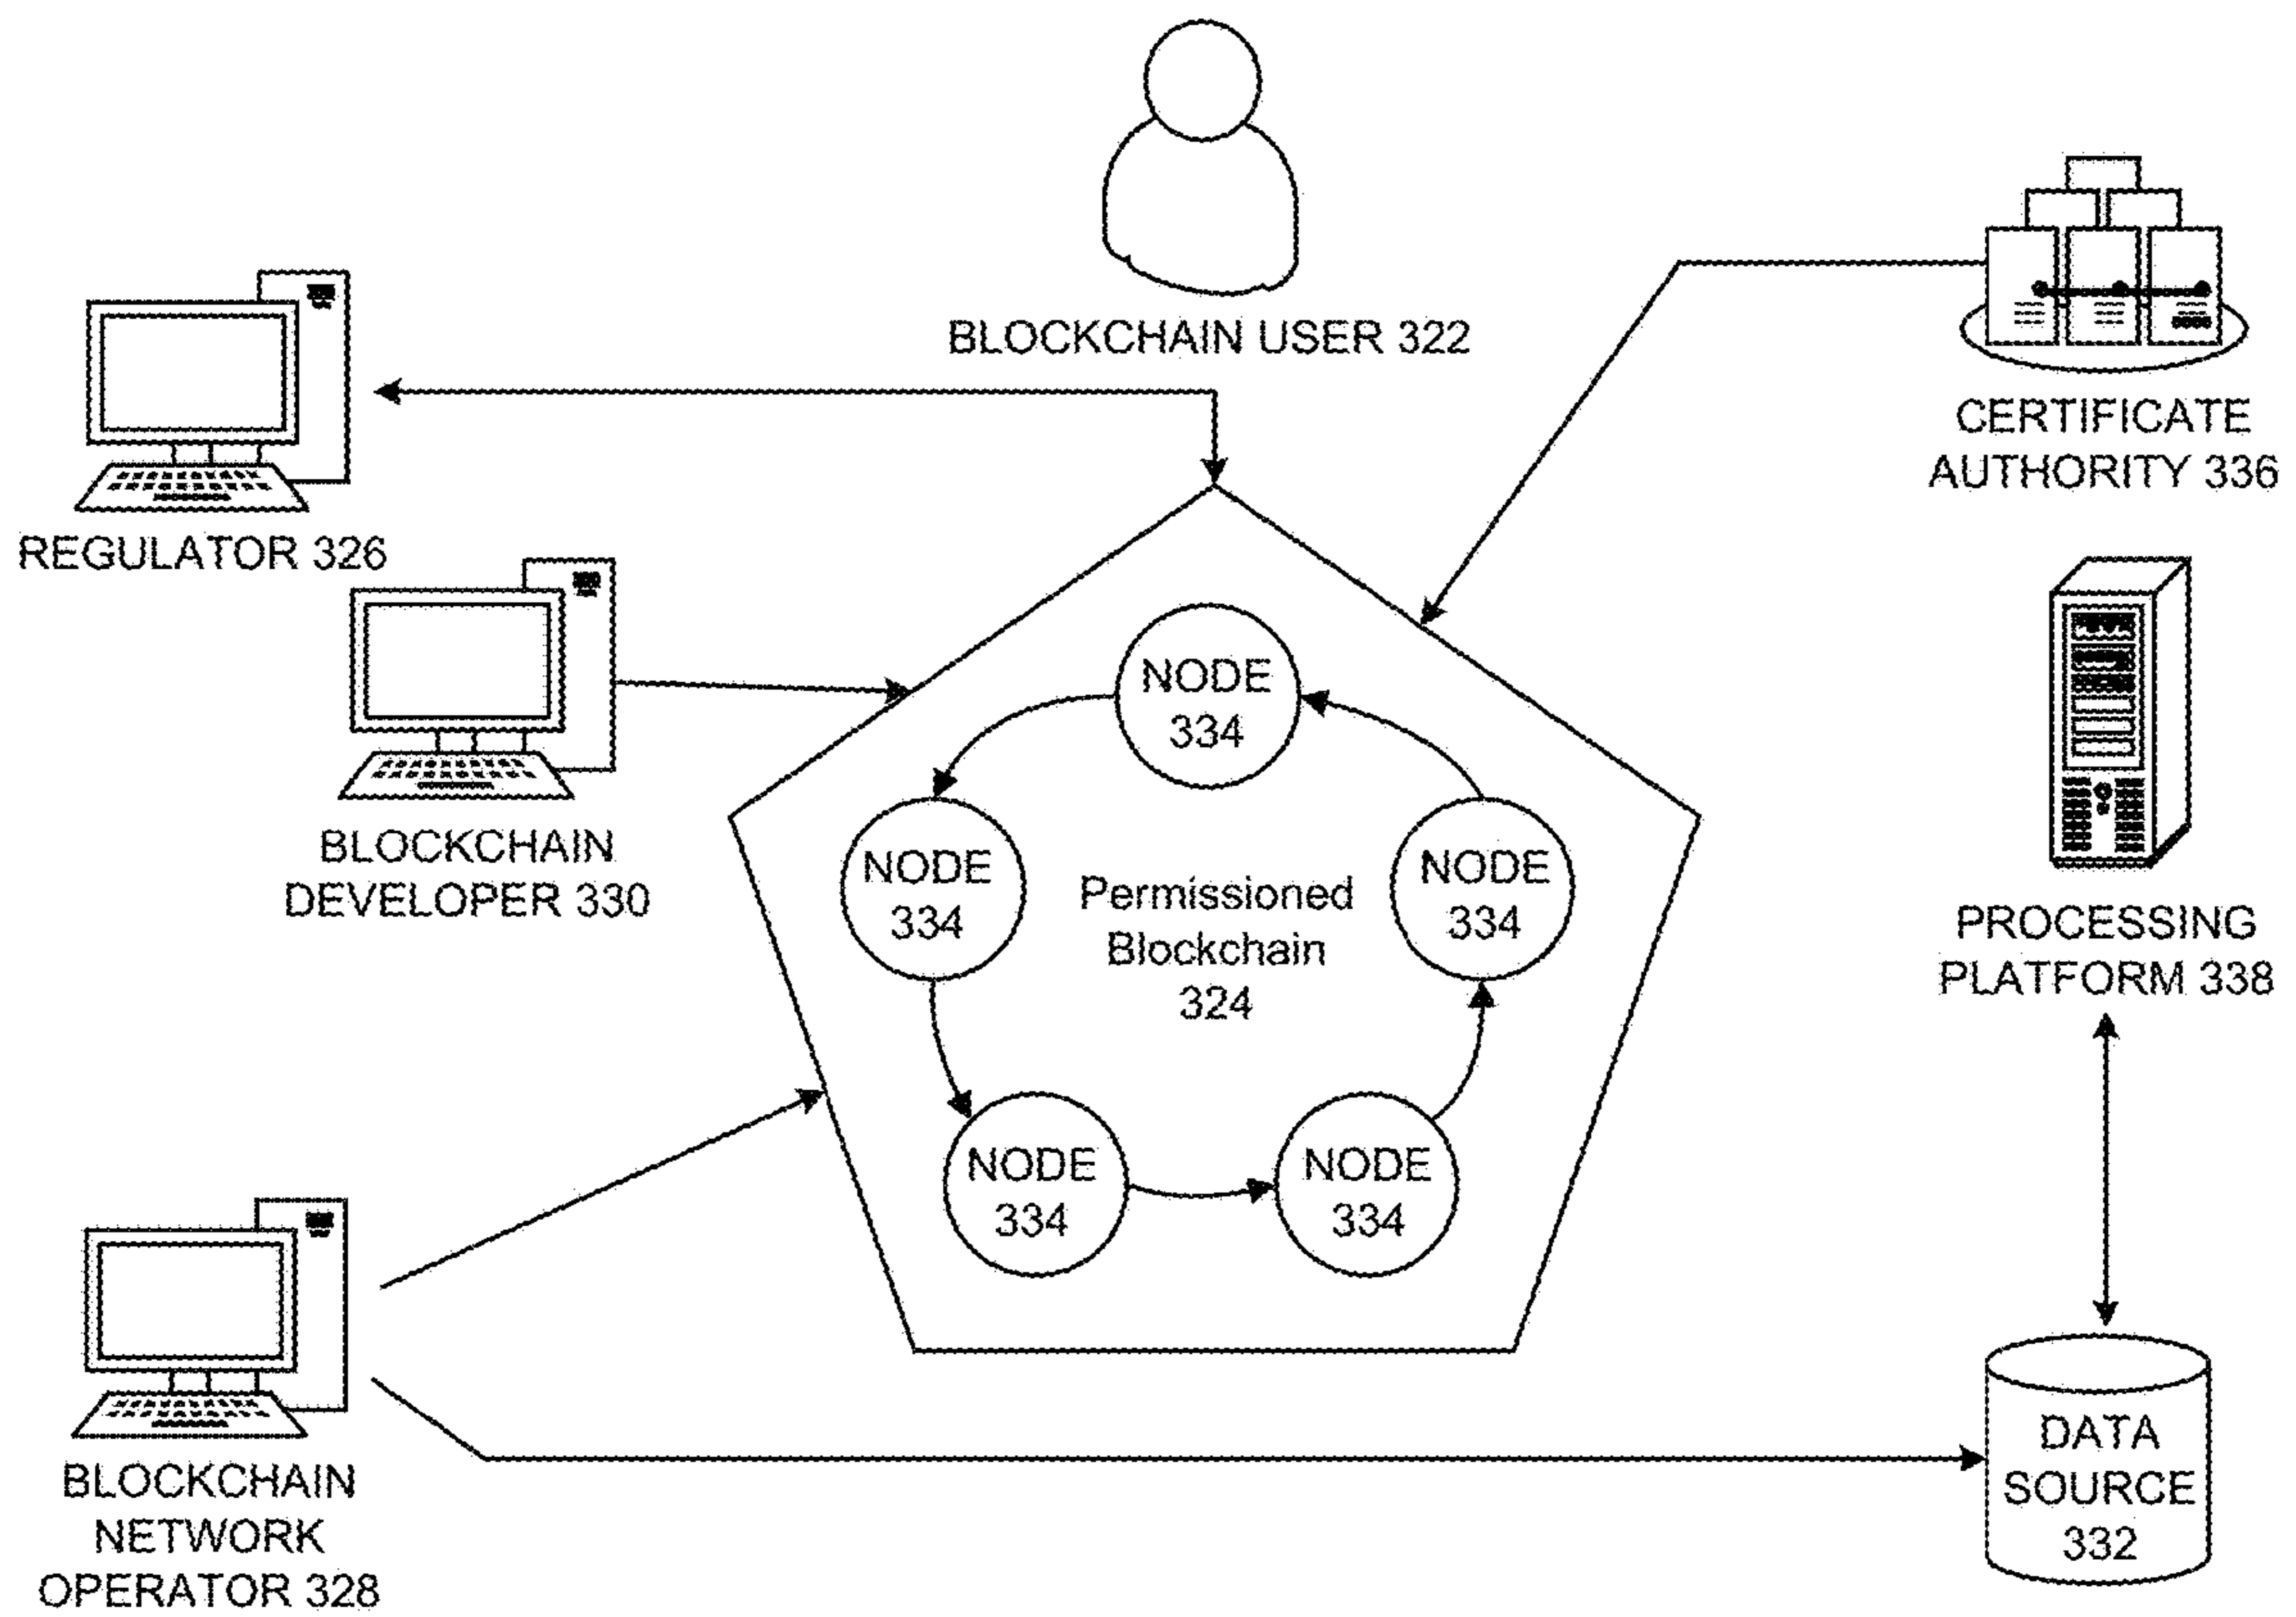 BLOCKCHAIN USER 322
CERTIFICATE
AUTHORITY 336
REGULATOR 326
BLOCKCHAIN
DEVELOPER 330
NODE
334
NODE
334
Permissioned
Blockchain
324
NODE
334
NODE
334
NODE
334
PROCESSING
PLATFORM 338
BLOCKCHAIN
NETWORK
OPERATOR 328
DATA
SOURCE
332